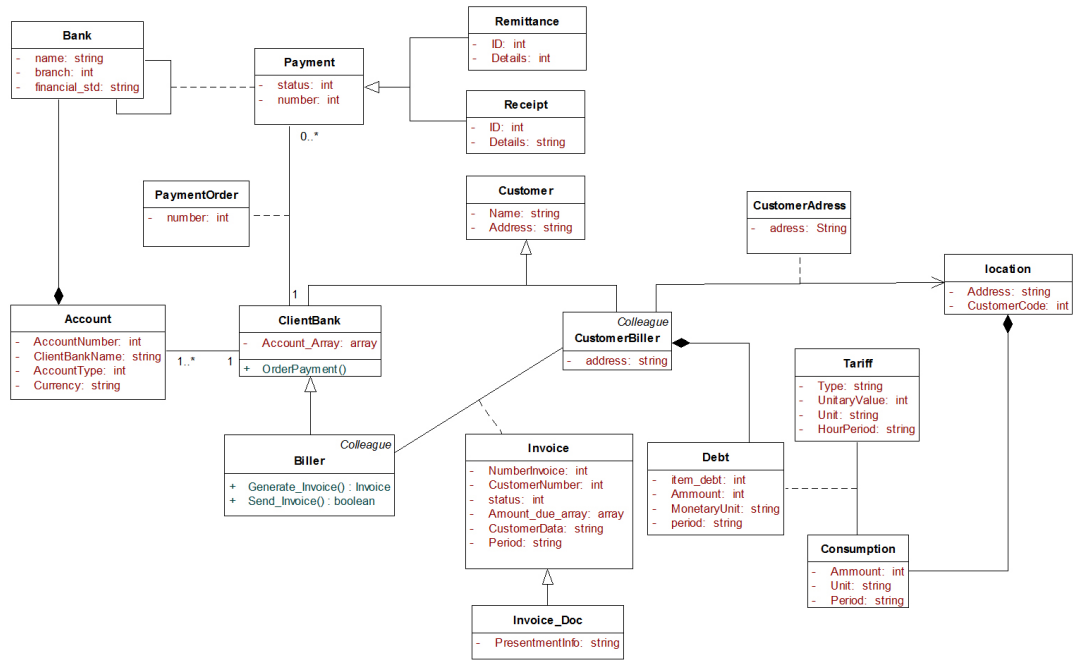 Bank
- name: string
- branch: int
- financial_std: string
Payment
- status: int
- number: int
Remittance
- ID: int
- Details: int
Receipt
- ID: int
- Details: string
0..*
PaymentOrder
- number: int
Customer
- Name: string
- Address: string
CustomerAdress
- adress: String
location
- Address: string
- CustomerCode: int
1
Account
- AccountNumber: int
- ClientBankName: string
- AccountType: int
- Currency: string
1..*
1
ClientBank
- Account_Array: array
+ OrderPayment()
Colleague
CustomerBiller
- address: string
Tariff
- Type: string
- UnitaryValue: int
- Unit: string
- HourPeriod: string
Colleague
Biller
+ Generate_Invoice() : Invoice
+ Send_Invoice() : boolean
Invoice
- NumberInvoice: int
- CustomerNumber: int
- status: int
- Amount_due_array: array
- CustomerData: string
- Period: string
Debt
- item_debt: int
- Ammount: int
- MonetaryUnit: string
- period: string
Consumption
- Ammount: int
- Unit: string
- Period: string
Invoice_Doc
- PresentmentInfo: string